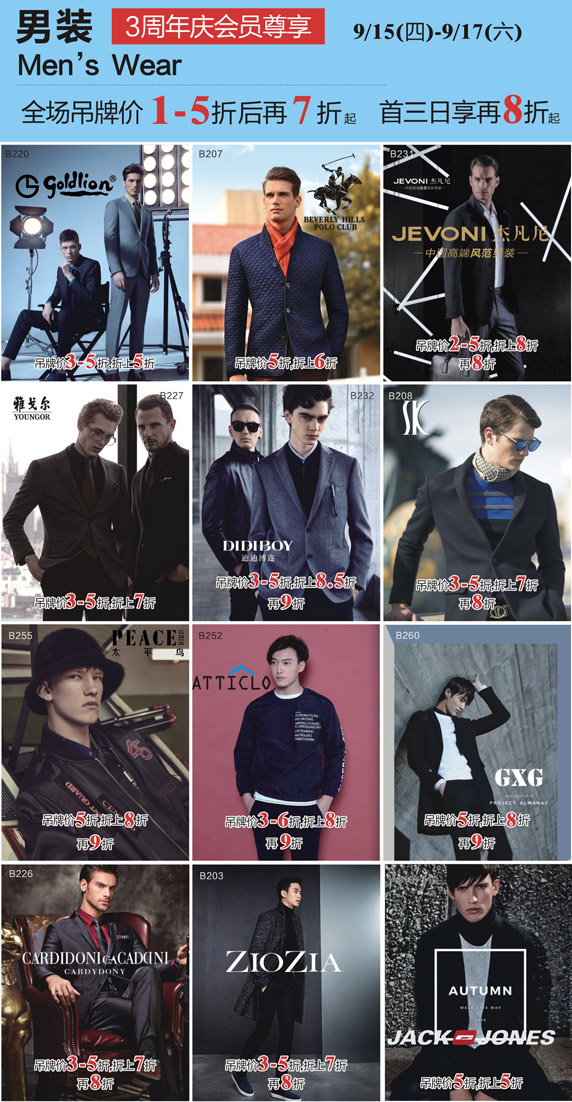 男装
3周年庆会员尊享
9/15(四)-9/17(六)
Men's Wear
全场吊牌价1-5折后再7折起
首三日享再8折起
B220
Goldlion
吊牌价3-5折,折上5折
B207
BEVERLY HILLS
POLO CLUB
吊牌价5折,折上6折
B231
JEVONI 杰凡尼
JEVONI 杰凡尼
中国高端风范男装
吊牌价2-5折,折上8折
再8折
B227
雅戈尔
YOUNGOR
吊牌价3-5折,折上7折
B232
DIDIBOY
迪迪博迩
吊牌价3-5折,折上8.5折
再9折
B208
SK
吊牌价3-5折,折上7折
再8折
B255
PEACE BIRD
太平鸟
吊牌价5折,折上8折
再9折
B252
ATTICLO
吊牌价3-6折,折上8折
再9折
B260
GXG
PROJECT ALMANAC
吊牌价5折,折上8折
再9折
B226
CARDIDONI CACADDNI
CARDYDONY
吊牌价3-5折,折上7折
再8折
B203
ZIOZIA
吊牌价3-5折,折上7折
再8折
AUTUMN
WALK THIS WAY
JACK JONES
吊牌价5折,折上5折